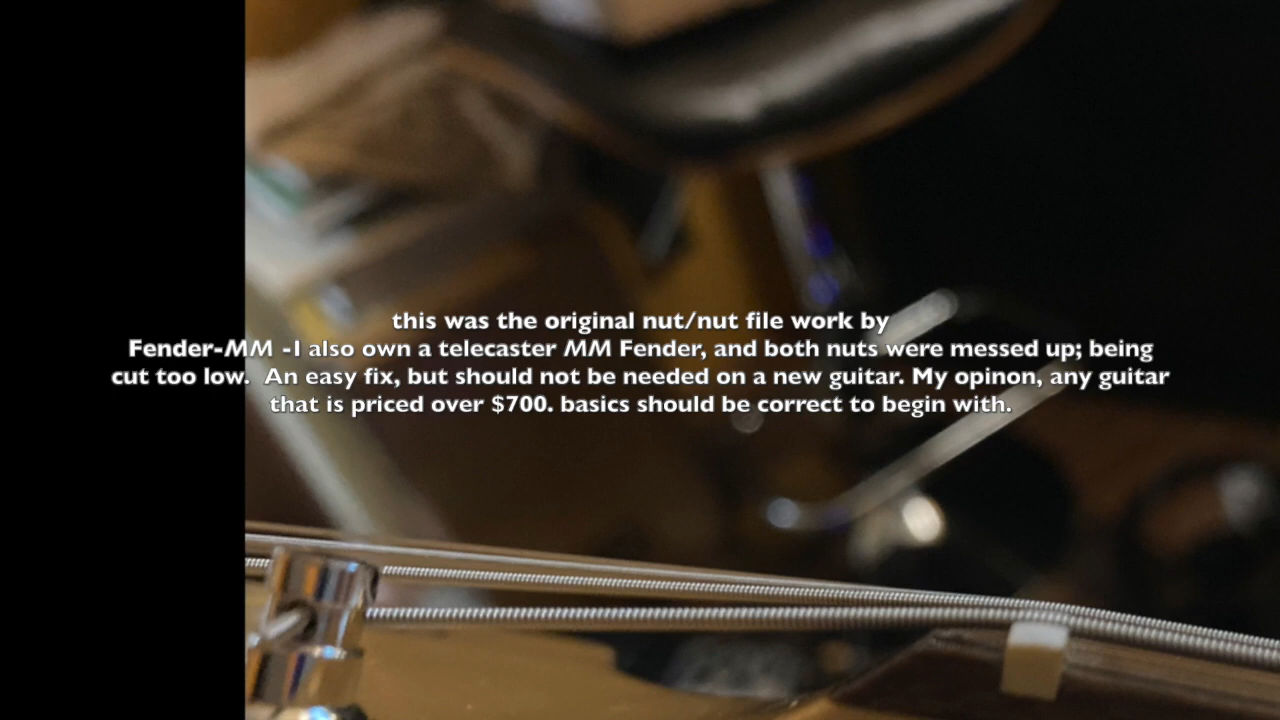 this was the original nut/nut file work by
Fender-MM -I also own a telecaster MM Fender, and both nuts were messed up; being
cut too low.  An easy fix, but should not be needed on a new guitar. My opinon, any guitar
that is priced over $700. basics should be correct to begin with.